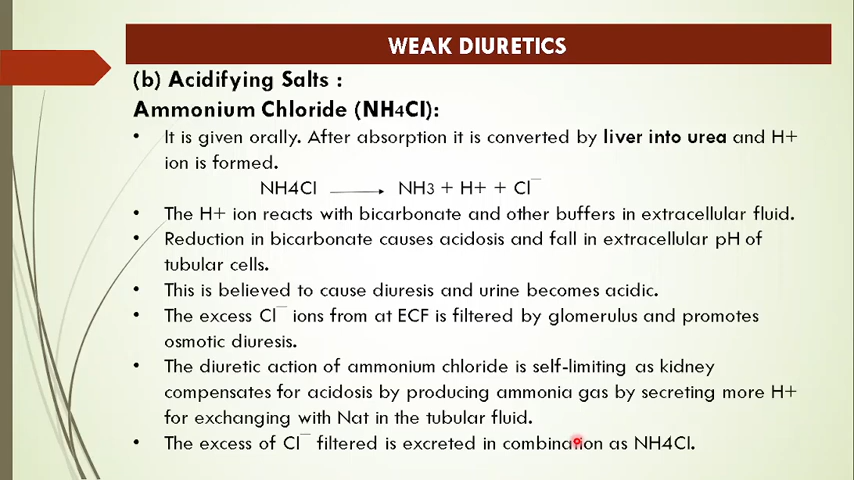 WEAK DIURETICS
(b) Acidifying Salts :
Ammonium Chloride (NH4Cl):
• It is given orally. After absorption it is converted by liver into urea and H+
ion is formed.
NH4Cl ⟶ NH3 + H+ + Cl¯
• The H+ ion reacts with bicarbonate and other buffers in extracellular fluid.
• Reduction in bicarbonate causes acidosis and fall in extracellular pH of
tubular cells.
• This is believed to cause diuresis and urine becomes acidic.
• The excess Cl¯ ions from at ECF is filtered by glomerulus and promotes
osmotic diuresis.
• The diuretic action of ammonium chloride is self-limiting as kidney
compensates for acidosis by producing ammonia gas by secreting more H+
for exchanging with Nat in the tubular fluid.
• The excess of Cl¯ filtered is excreted in combination as NH4Cl.